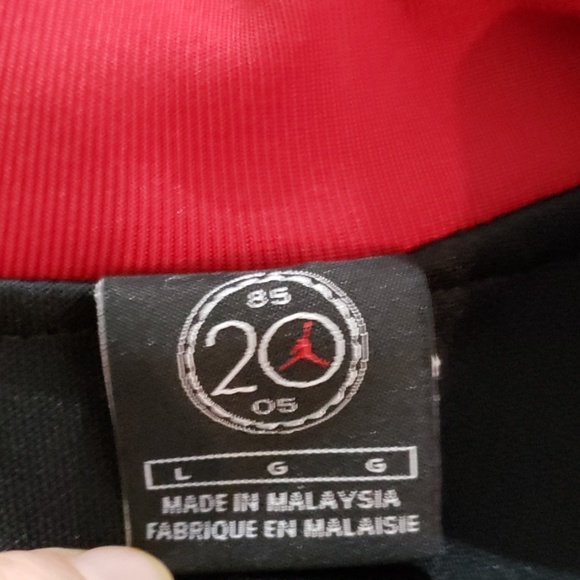 85
20
05
L G G
MADE IN MALAYSIA
FABRIQUE EN MALAISIE